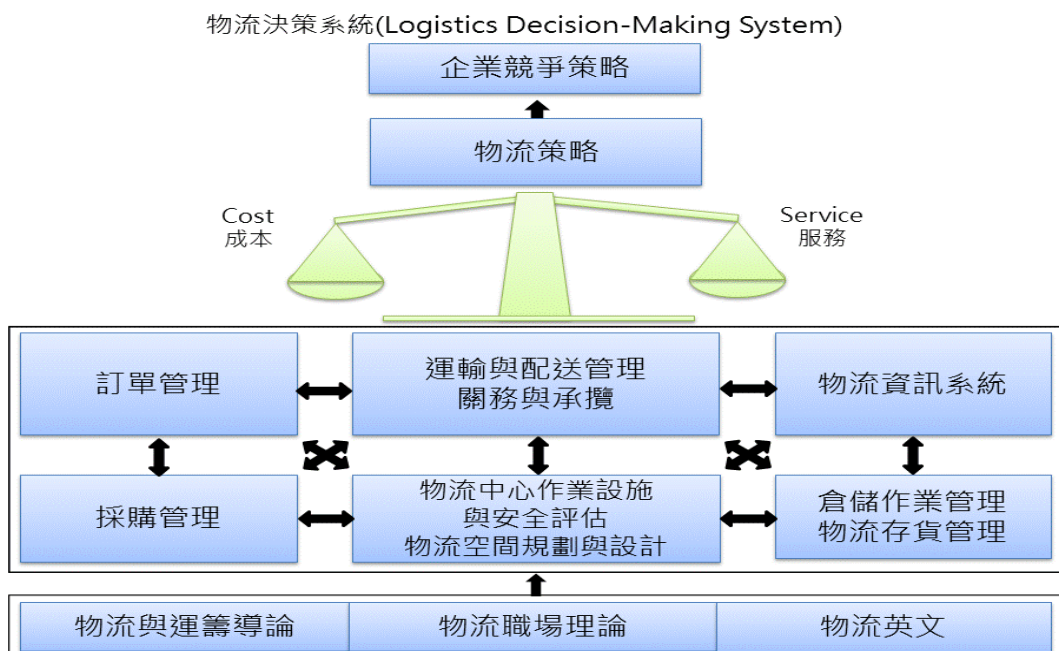 物流決策系統(Logistics Decision-Making System)
企業競爭策略
物流策略
Cost
成本
Service
服務
訂單管理
運輸與配送管理
關務與承攬
物流資訊系統
採購管理
物流中心作業設施
與安全評估
物流空間規劃與設計
倉儲作業管理
物流存貨管理
物流與運籌導論
物流職場理論
物流英文